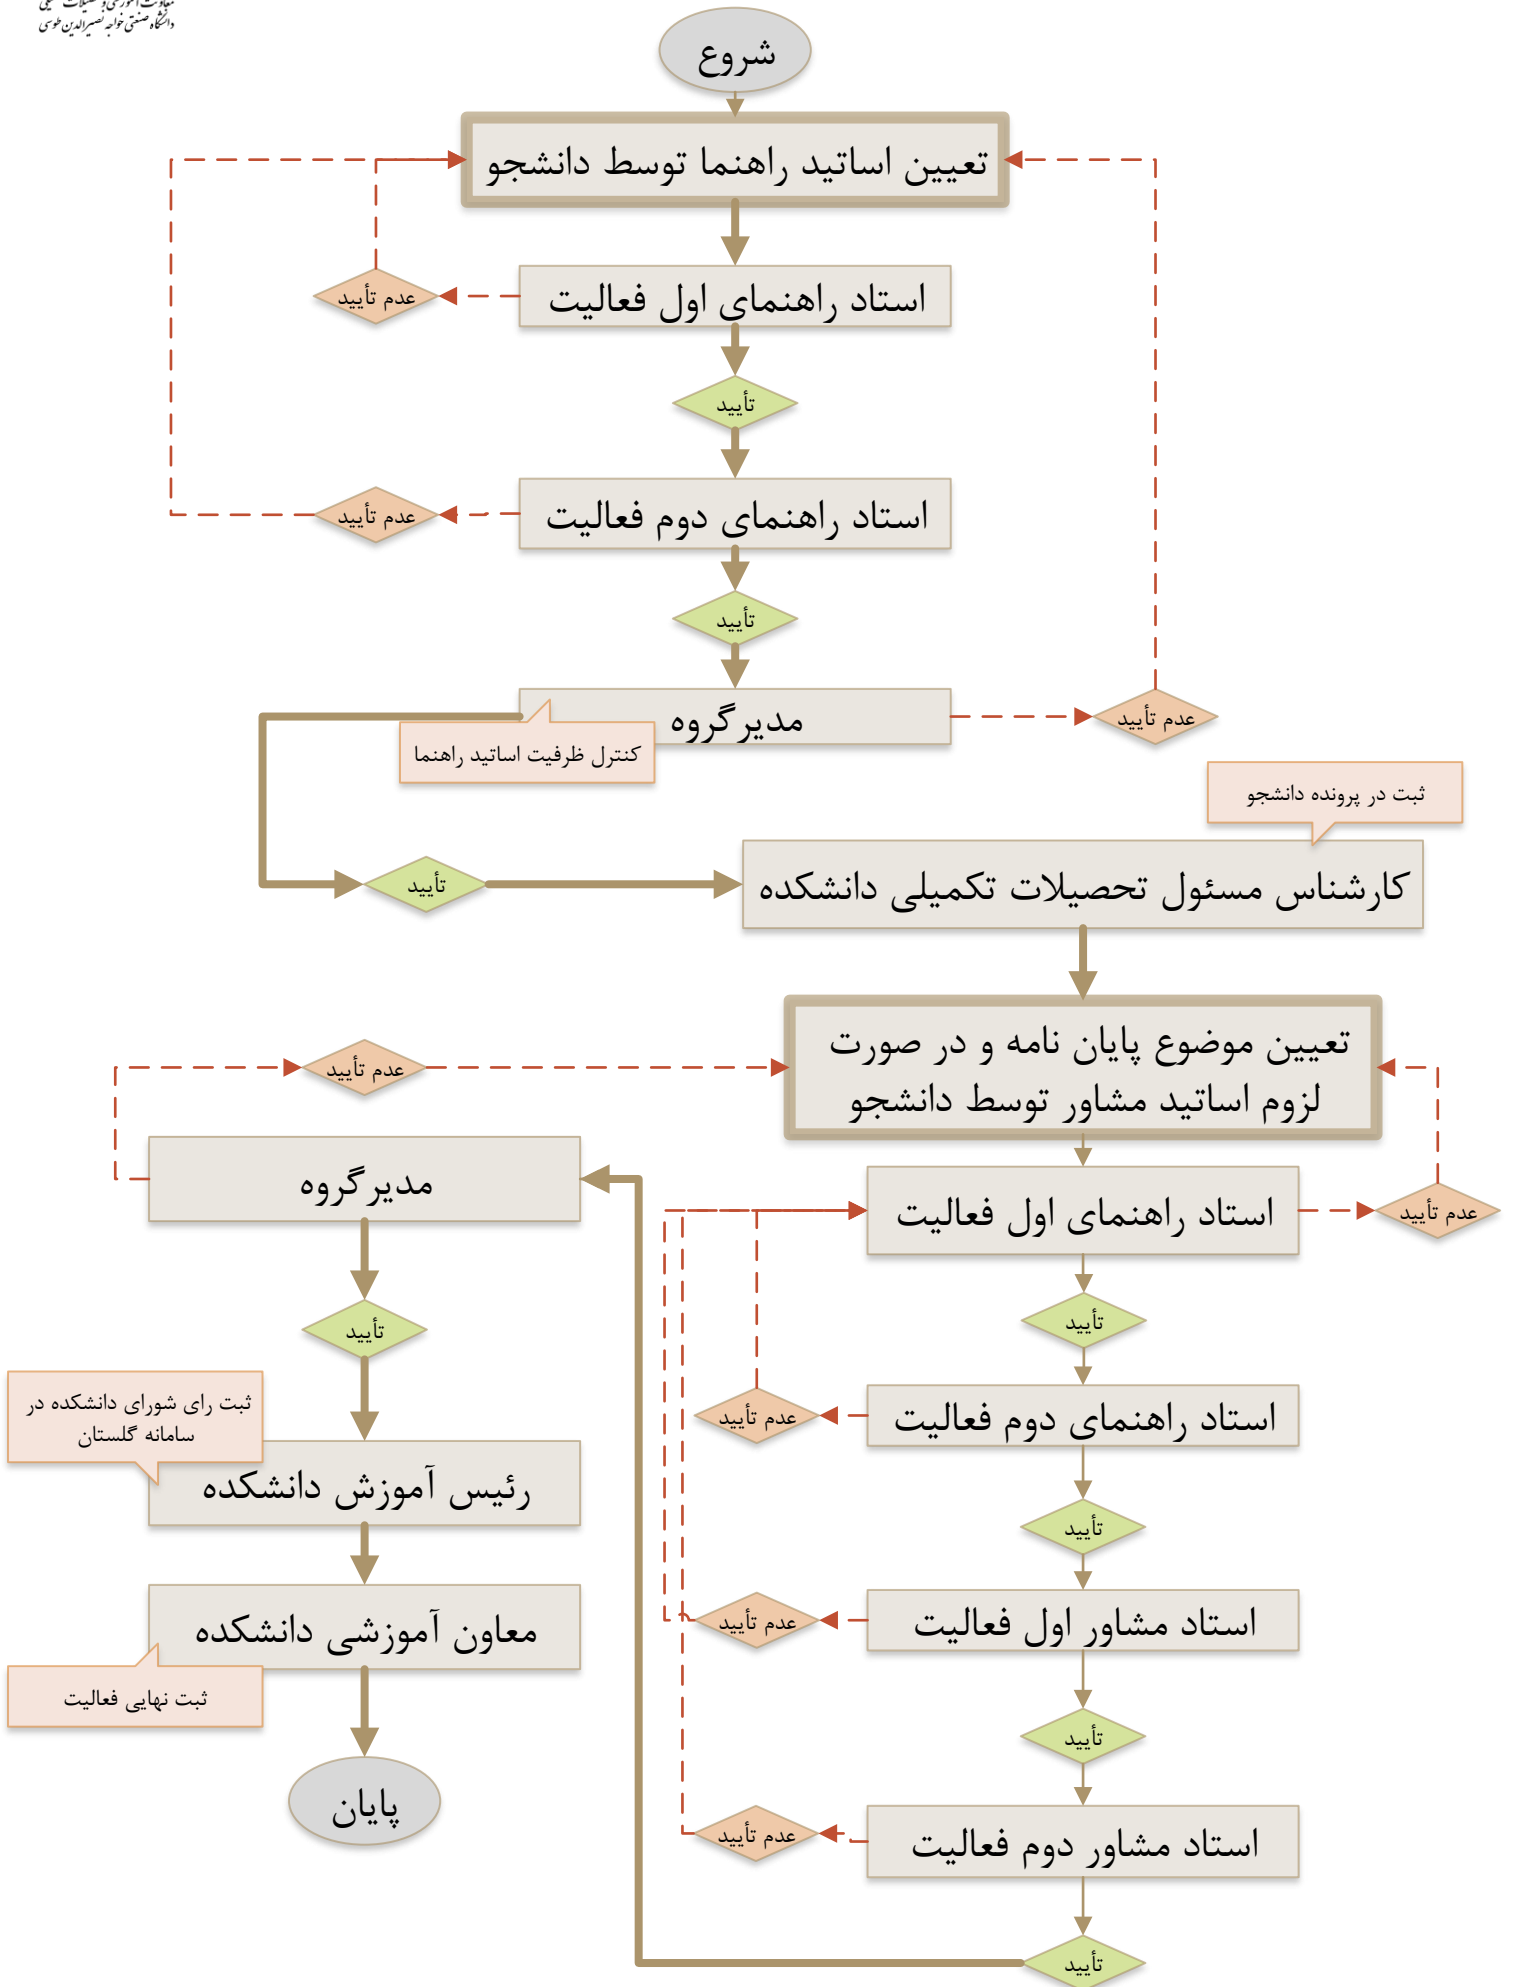 دانشگاه صنعتی خواجه نصیرالدین طوسی
شروع
تعیین اساتید راهنما توسط دانشجو
استاد راهنمای اول فعالیت
عدم تأیید
تأیید
استاد راهنمای دوم فعالیت
عدم تأیید
تأیید
مدیرگروه
عدم تأیید
کنترل ظرفیت اساتید راهنما
ثبت در پرونده دانشجو
تأیید
کارشناس مسئول تحصیلات تکمیلی دانشکده
تعیین موضوع پایان نامه و در صورت
لزوم اساتید مشاور توسط دانشجو
عدم تأیید
استاد راهنمای اول فعالیت
عدم تأیید
تأیید
استاد راهنمای دوم فعالیت
عدم تأیید
تأیید
استاد مشاور اول فعالیت
عدم تأیید
تأیید
استاد مشاور دوم فعالیت
عدم تأیید
تأیید
مدیرگروه
تأیید
ثبت رای شورای دانشکده در
سامانه گلستان
رئیس آموزش دانشکده
معاون آموزشی دانشکده
ثبت نهایی فعالیت
پایان